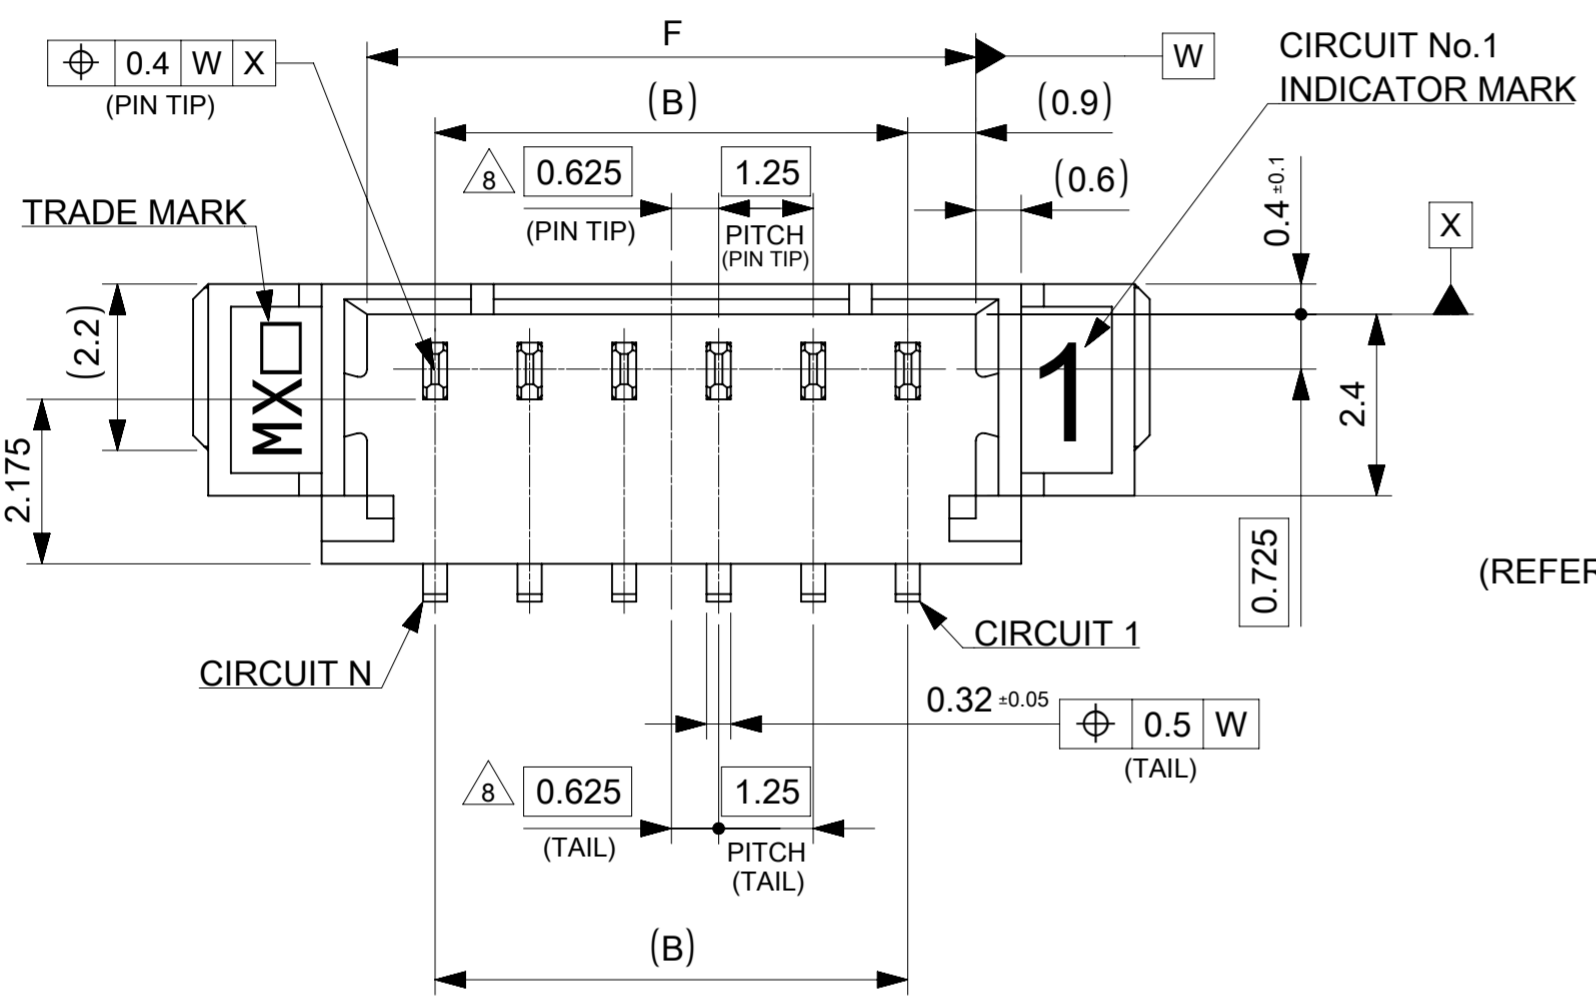 F
⌖ 0.4 W X
(PIN TIP)
W
CIRCUIT No.1
INDICATOR MARK
(B)
(0.9)
8 0.625
(PIN TIP)
1.25
PITCH
(PIN TIP)
(0.6)
0.4 ±0.1
X
TRADE MARK
(2.2)
MX□
1
2.4
2.175
0.725
(REFER
CIRCUIT 1
CIRCUIT N
0.32 ±0.05
⌖ 0.5 W
(TAIL)
8 0.625
(TAIL)
1.25
PITCH
(TAIL)
(B)